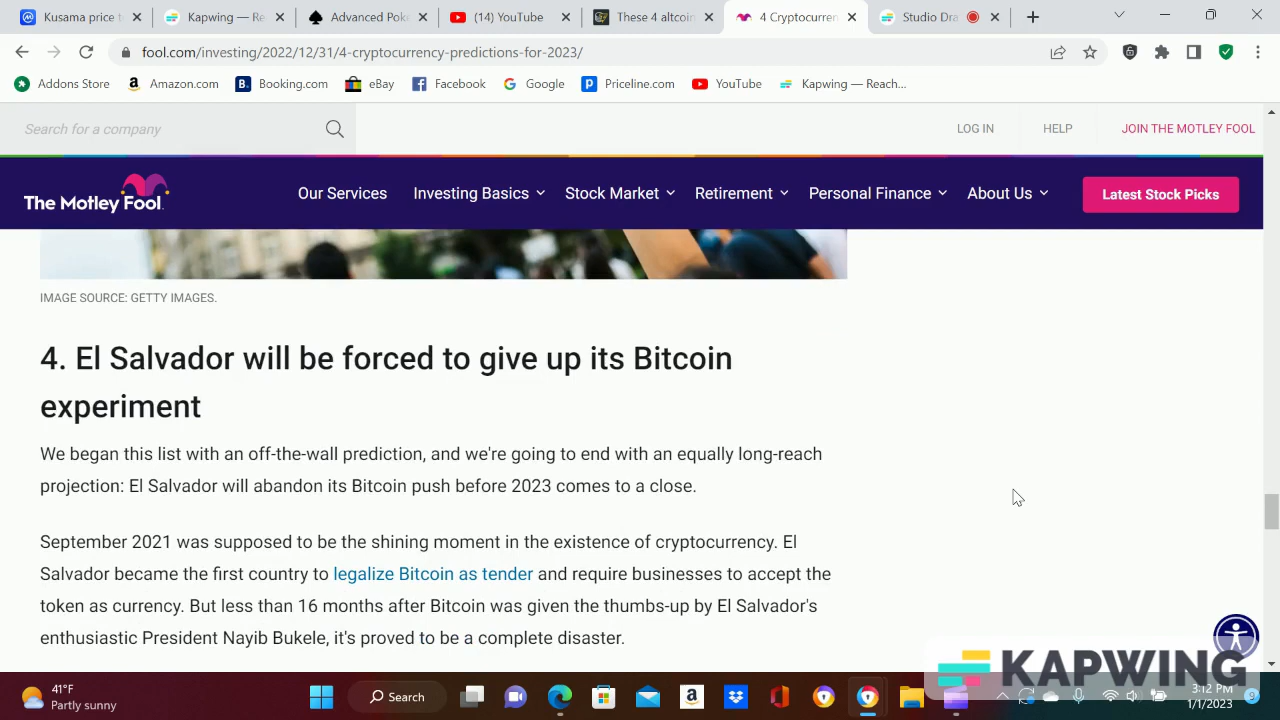 Kusama price t
Kapwing — Re
Advanced Pok
(14) YouTube
These 4 altcoin
4 Cryptocurren
Studio Dra
fool.com/investing/2022/12/31/4-cryptocurrency-predictions-for-2023/
Addons Store
Amazon.com
Booking.com
eBay
Facebook
Google
Priceline.com
YouTube
Kapwing — Reach...
Search for a company
LOG IN
HELP
JOIN THE MOTLEY FOOL
The Motley Fool.
Our Services
Investing Basics
Stock Market
Retirement
Personal Finance
About Us
Latest Stock Picks
IMAGE SOURCE: GETTY IMAGES.
4. El Salvador will be forced to give up its Bitcoin
experiment
We began this list with an off-the-wall prediction, and we're going to end with an equally long-reach
projection: El Salvador will abandon its Bitcoin push before 2023 comes to a close.
September 2021 was supposed to be the shining moment in the existence of cryptocurrency. El
Salvador became the first country to legalize Bitcoin as tender and require businesses to accept the
token as currency. But less than 16 months after Bitcoin was given the thumbs-up by El Salvador's
enthusiastic President Nayib Bukele, it's proved to be a complete disaster.
KAPWING
41°F
Partly sunny
Search
3:12 PM
1/1/2023